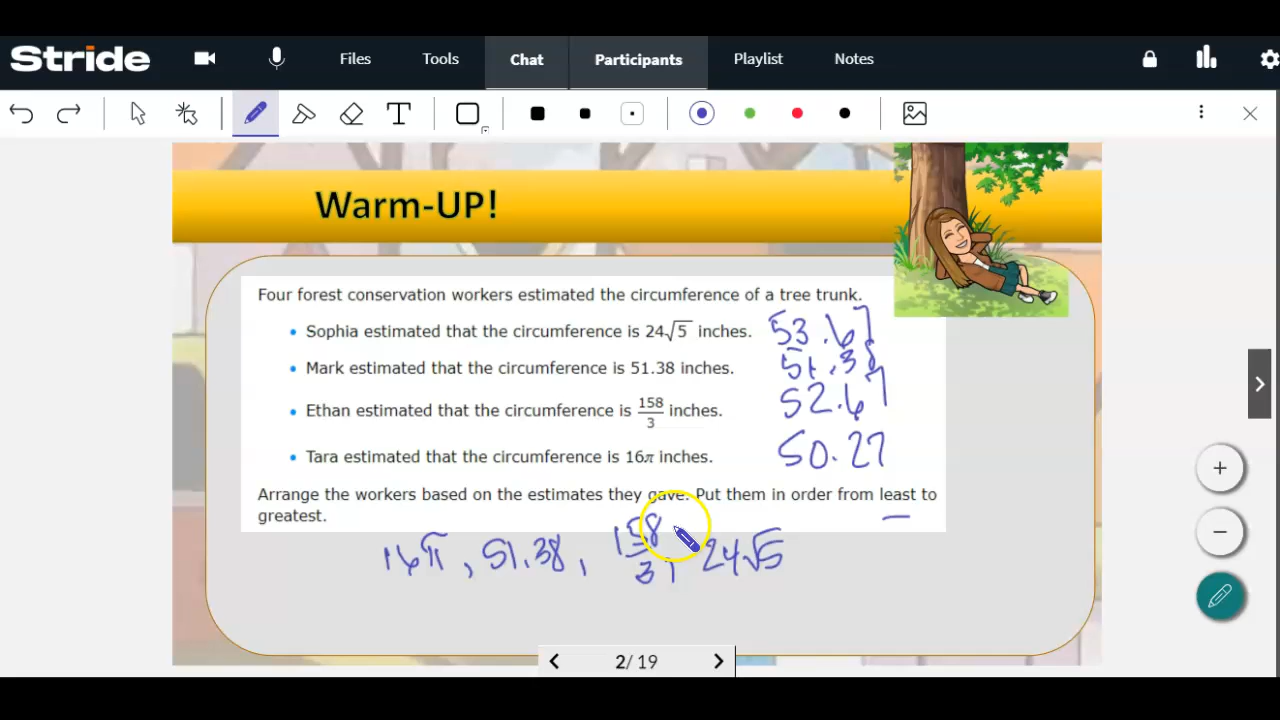 Stride Files Tools Chat Participants Playlist Notes
T
Warm-UP!
Four forest conservation workers estimated the circumference of a tree trunk.
• Sophia estimated that the circumference is 24√5 inches. 53.67
• Mark estimated that the circumference is 51.38 inches. 51.38
• Ethan estimated that the circumference is 158/3 inches. 52.67
• Tara estimated that the circumference is 16π inches. 50.27
Arrange the workers based on the estimates they gave. Put them in order from least to
greatest.
16π, 51.38, 158/3, 24√5
2/ 19